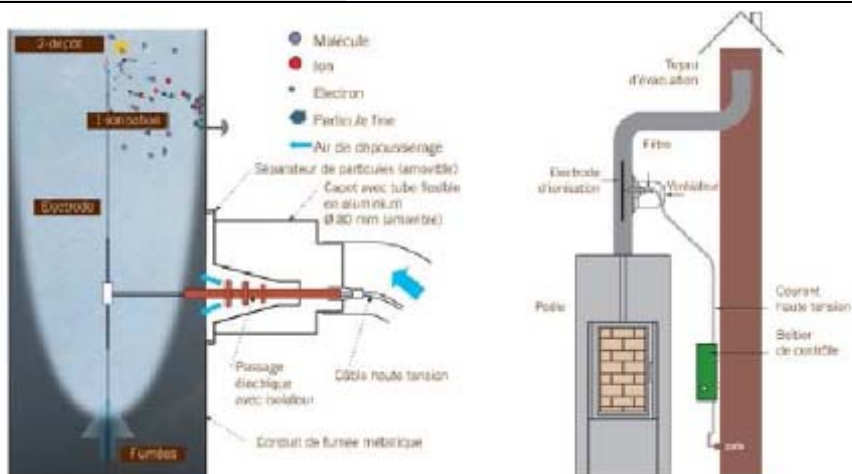 2-dépôt
1-ionisation
Electrode
Fumées
Molécule
Ion
Electron
Particule fine
Air de dépoussiérage
Séparateur de particules (amovible)
Capot avec tube flexible
en aluminium
Ø 80 mm (amovible)
Passage
électrique
avec isolateur
Câble haute tension
Conduit de fumée métallique
Tuyau
d'évacuation
Filtre
Electrode
d'ionisation
Ventilateur
Poêle
Courant
haute tension
Boîtier
de contrôle